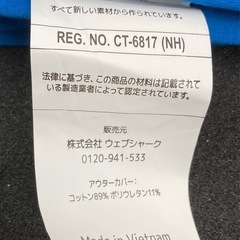 すべて新しい素材から作られています。
REG. NO. CT-6817 (NH)
法律に基づき、この商品の材料は記載されて
いる製造業者によって認定されています。
販売元
株式会社 ウェブシャーク
0120-941-533
アウターカバー：
コットン89% ポリウレタン11%
Made in Vietnam